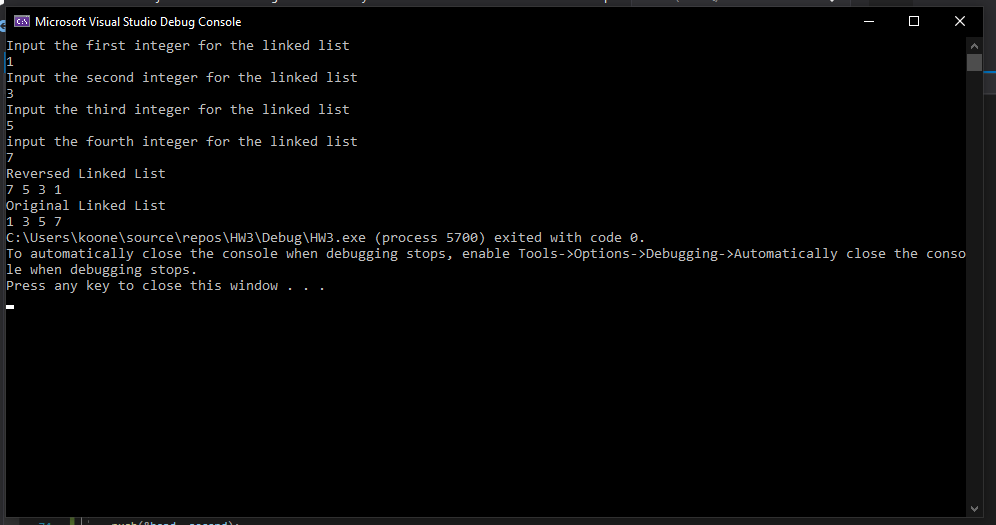 Microsoft Visual Studio Debug Console
Input the first integer for the linked list
1
Input the second integer for the linked list
3
Input the third integer for the linked list
5
input the fourth integer for the linked list
7
Reversed Linked List
7 5 3 1
Original Linked List
1 3 5 7
C:\Users\koone\source\repos\HW3\Debug\HW3.exe (process 5700) exited with code 0.
To automatically close the console when debugging stops, enable Tools->Options->Debugging->Automatically close the conso
le when debugging stops.
Press any key to close this window . . .